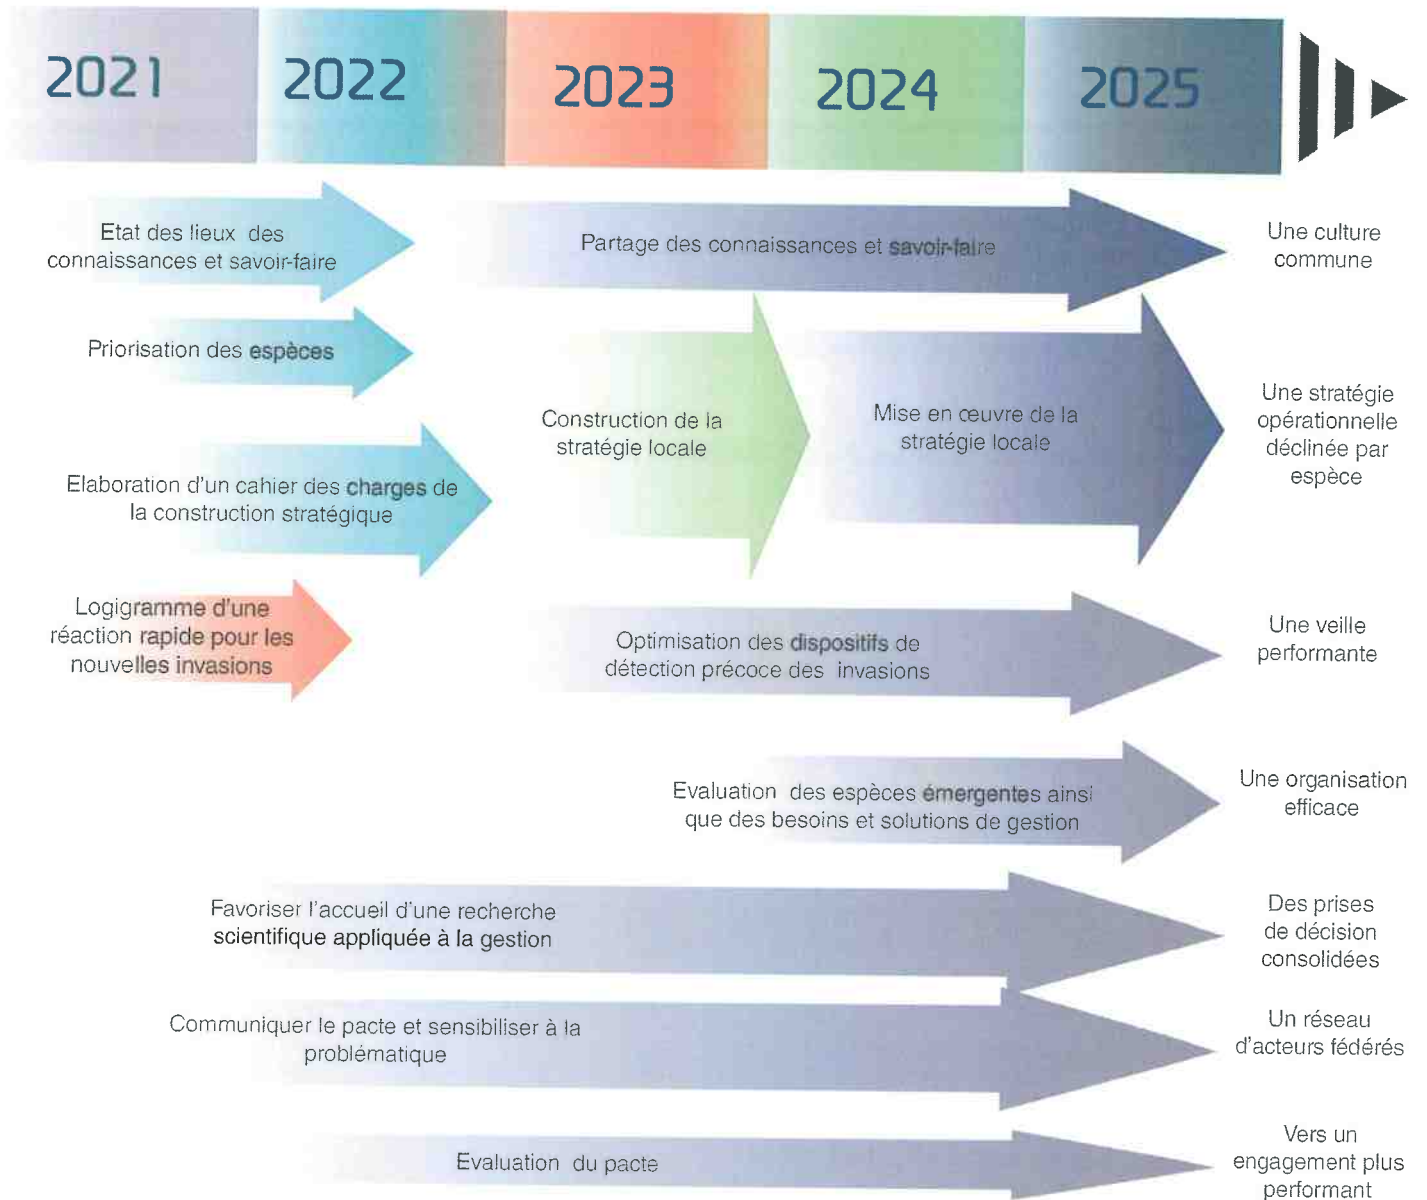 2021
2022
2023
2024
2025
Etat des lieux des
connaissances et savoir-faire
Partage des connaissances et savoir-faire
Une culture
commune
Priorisation des espèces
Construction de la
stratégie locale
Mise en œuvre de la
stratégie locale
Une stratégie
opérationnelle
déclinée par
espèce
Elaboration d'un cahier des charges de
la construction stratégique
Logigramme d'une
réaction rapide pour les
nouvelles invasions
Optimisation des dispositifs de
détection précoce des invasions
Une veille
performante
Evaluation des espèces émergentes ainsi
que des besoins et solutions de gestion
Une organisation
efficace
Favoriser l'accueil d'une recherche
scientifique appliquée à la gestion
Des prises
de décision
consolidées
Communiquer le pacte et sensibiliser à la
problématique
Un réseau
d'acteurs fédérés
Evaluation du pacte
Vers un
engagement plus
performant